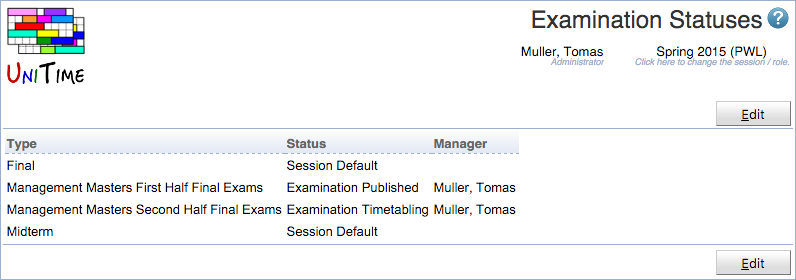 Examination Statuses ?
UNITIME
Muller, Tomas Spring 2015 (PWL)
Administrator Click here to change the session / role.
Edit
Type Status Manager
Final Session Default
Management Masters First Half Final Exams Examination Published Muller, Tomas
Management Masters Second Half Final Exams Examination Timetabling Muller, Tomas
Midterm Session Default
Edit